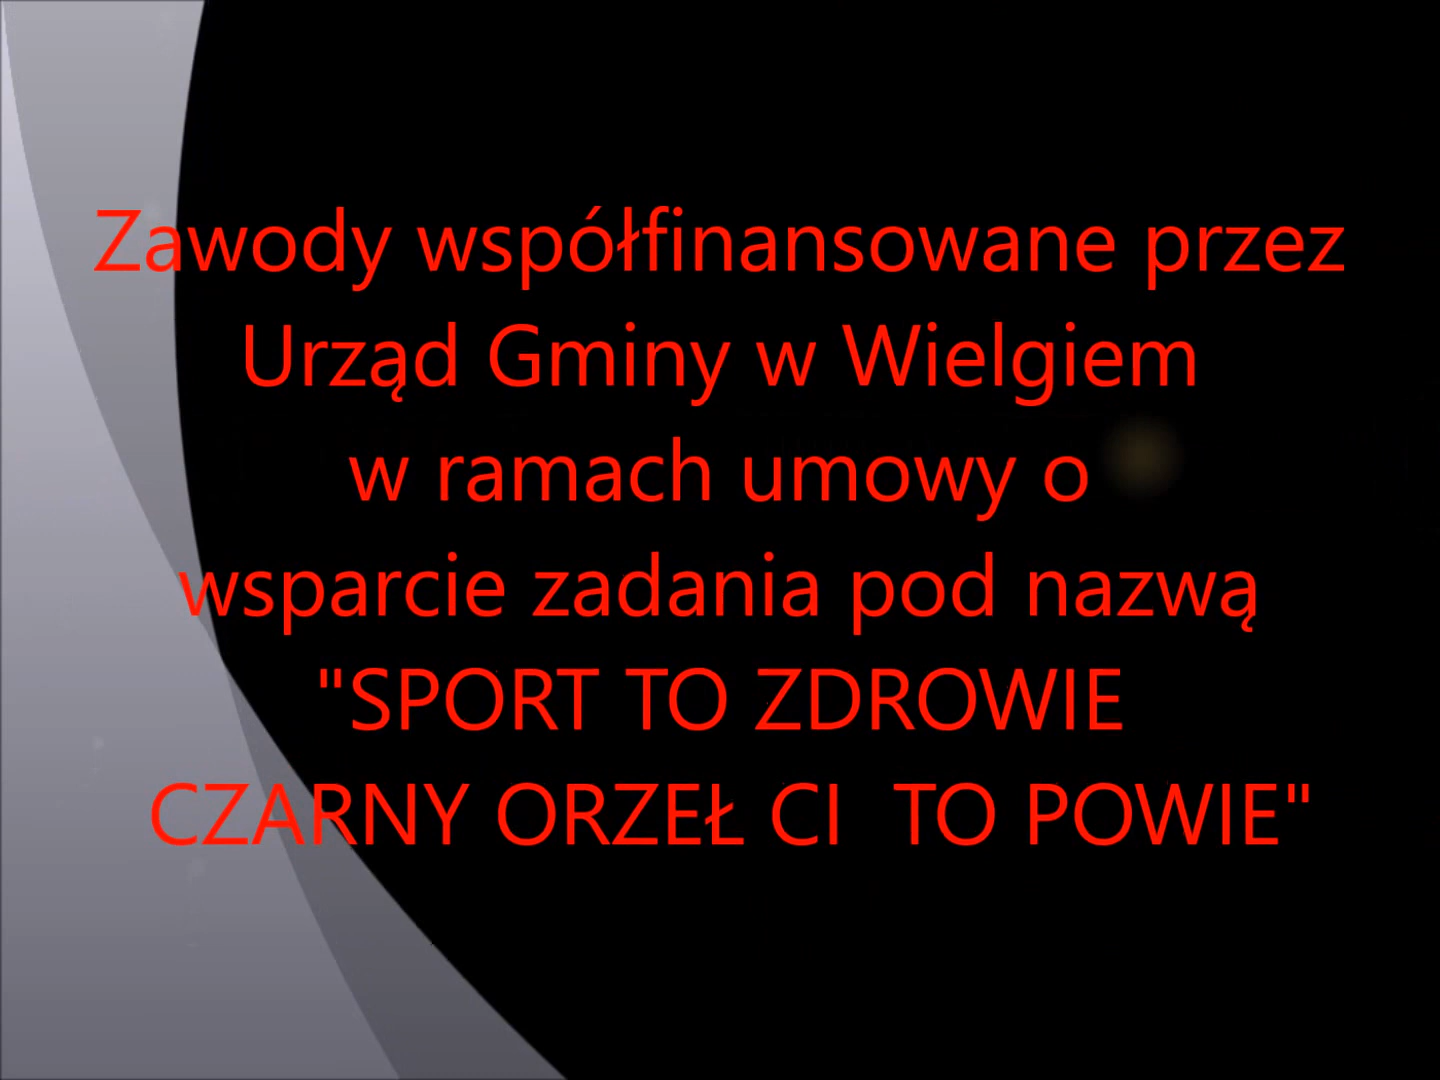 Zawody współfinansowane przez
Urząd Gminy w Wielgiem
w ramach umowy o
wsparcie zadania pod nazwą
"SPORT TO ZDROWIE
CZARNY ORZEŁ CI  TO POWIE"